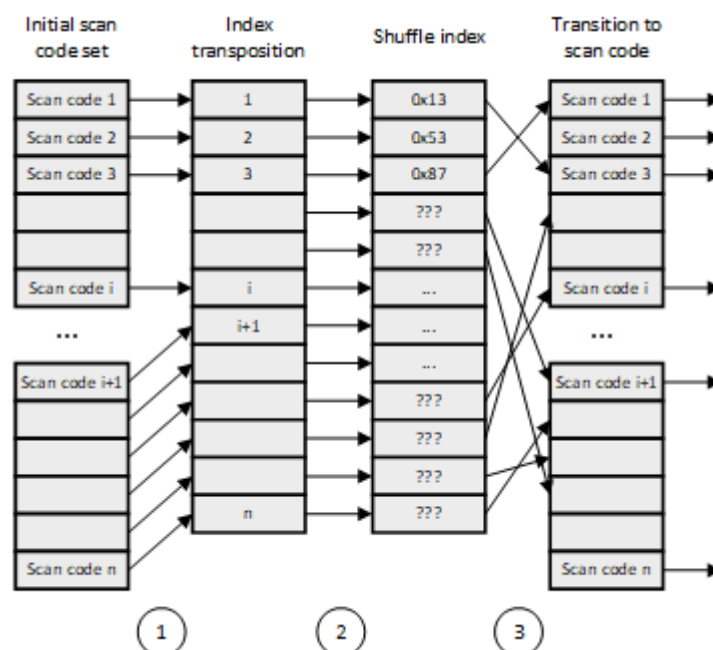 Initial scan
code set
Index
transposition
Shuffle index
Transition to
scan code
Scan code 1
1
0x13
Scan code 1
Scan code 2
2
0x53
Scan code 2
Scan code 3
3
0x87
Scan code 3
???
???
Scan code i
i
...
Scan code i
...
i+1
...
...
...
Scan code i+1
???
Scan code i+1
???
???
n
???
Scan code n
Scan code n
1
2
3